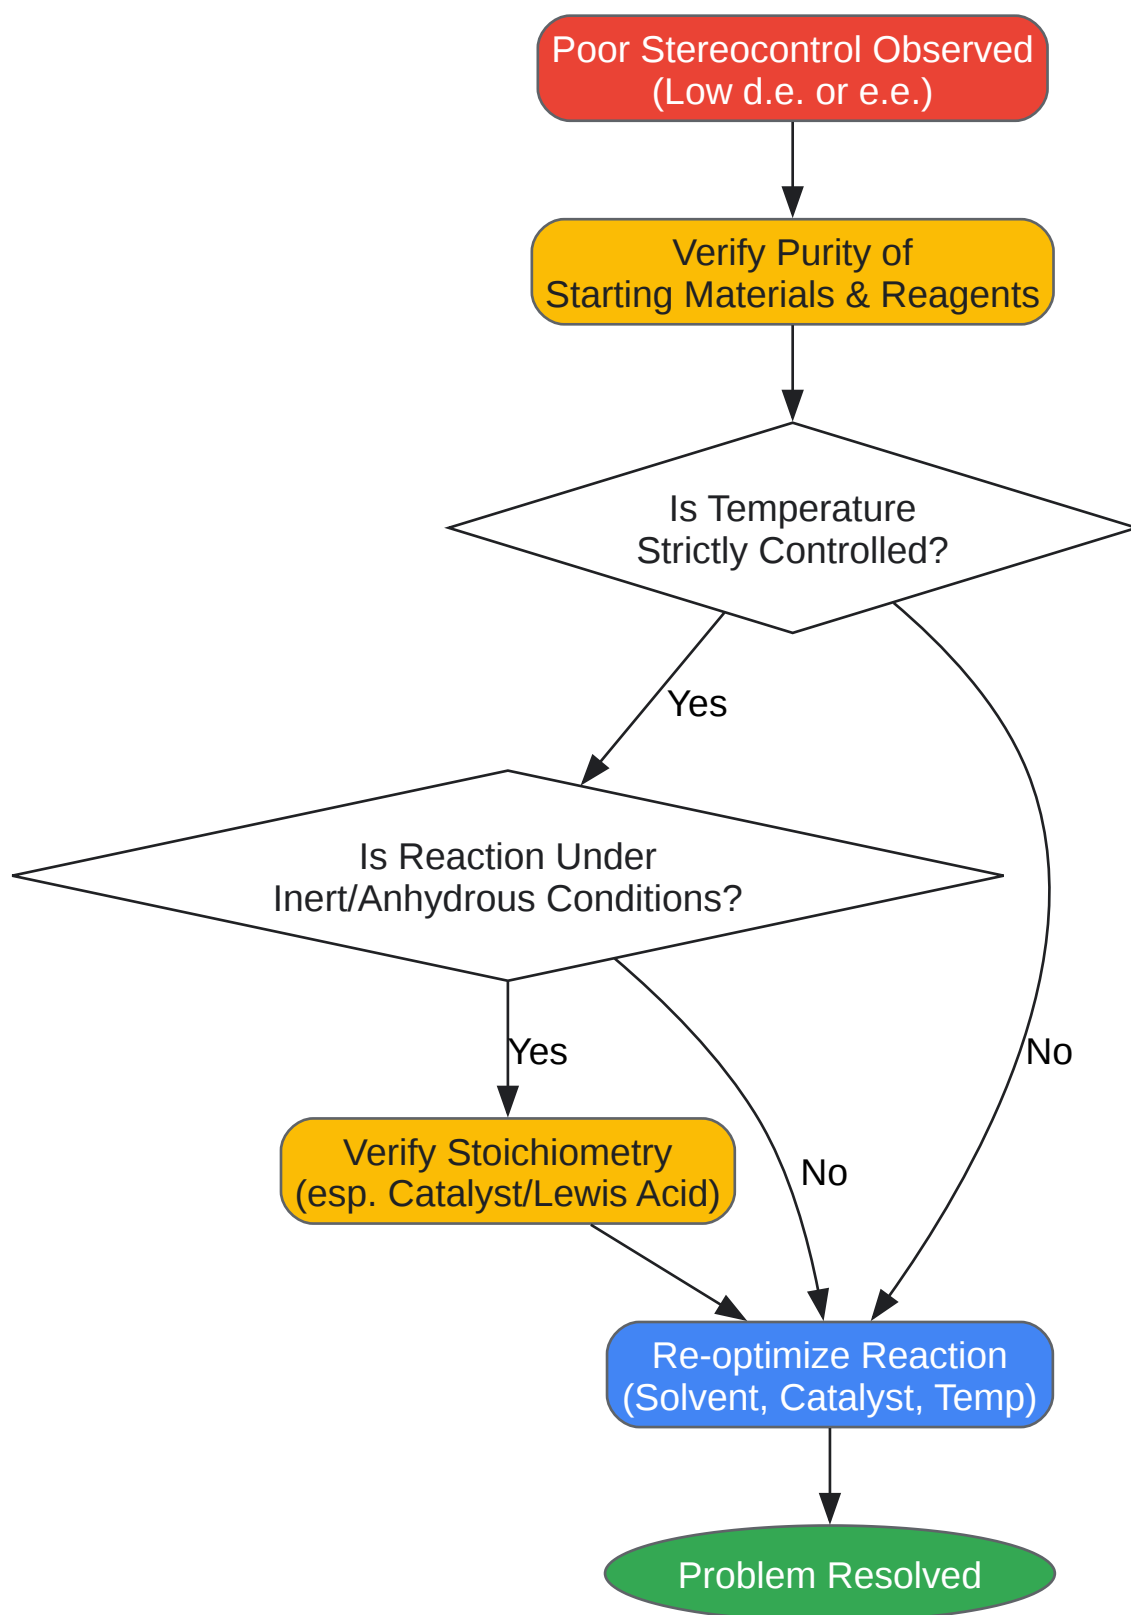 Poor Stereocontrol Observed
(Low d.e. or e.e.)
Verify Purity of
Starting Materials & Reagents
Is Temperature
Strictly Controlled?
Yes
Is Reaction Under
Inert/Anhydrous Conditions?
Yes
No
Verify Stoichiometry
(esp. Catalyst/Lewis Acid)
No
Re-optimize Reaction
(Solvent, Catalyst, Temp)
Problem Resolved